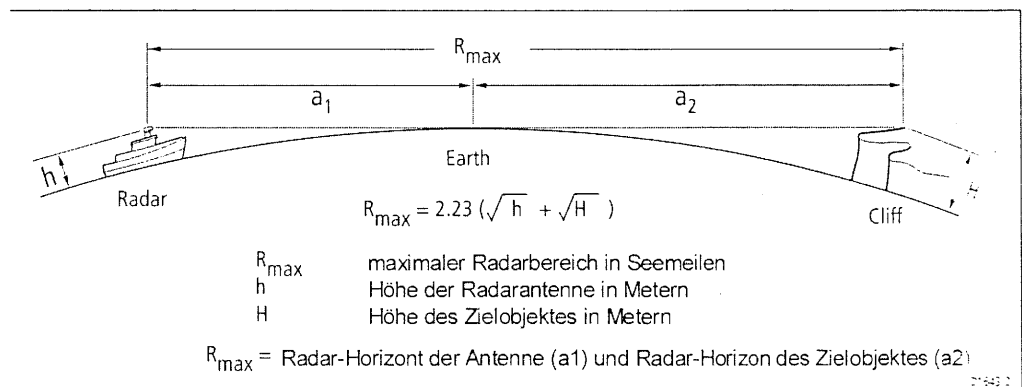 Rmax
a1
a2
h
Earth
H
Radar
Cliff
Rmax = 2.23 (√h + √H )
Rmax maximaler Radarbereich in Seemeilen
h Höhe der Radarantenne in Metern
H Höhe des Zielobjektes in Metern
Rmax = Radar-Horizont der Antenne (a1) und Radar-Horizon des Zielobjektes (a2)